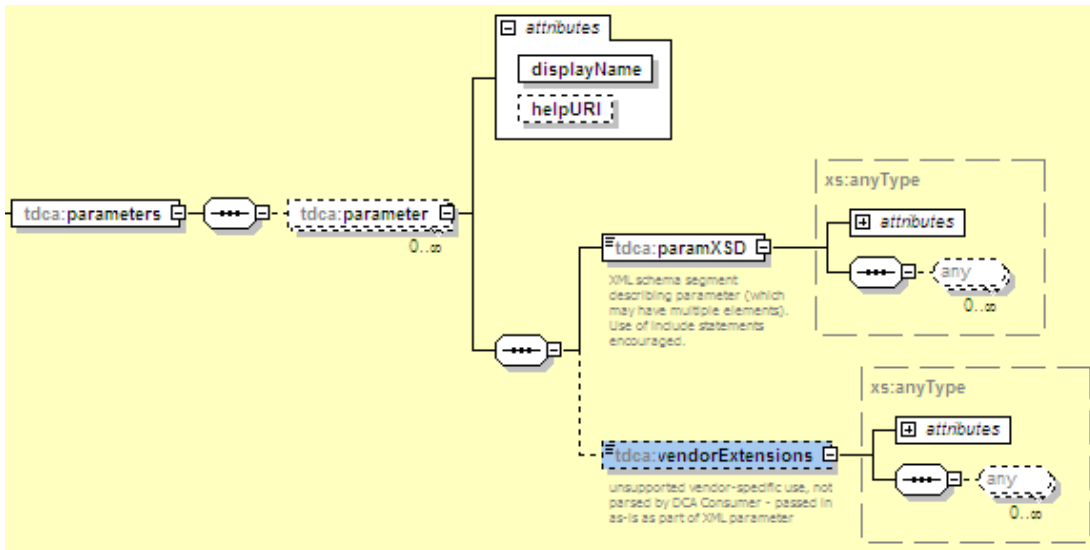 attributes
displayName
helpURI
tdca:parameters
tdca:parameter
0..∞
xs:anyType
attributes
tdca:paramXSD
any
0..∞
XML schema segment
describing parameter (which
may have multiple elements).
Use of include statements
encouraged.
xs:anyType
attributes
tdca:vendorExtensions
any
0..∞
unsupported vendor-specific use, not
parsed by DCA Consumer - passed in
as-is as part of XML parameter